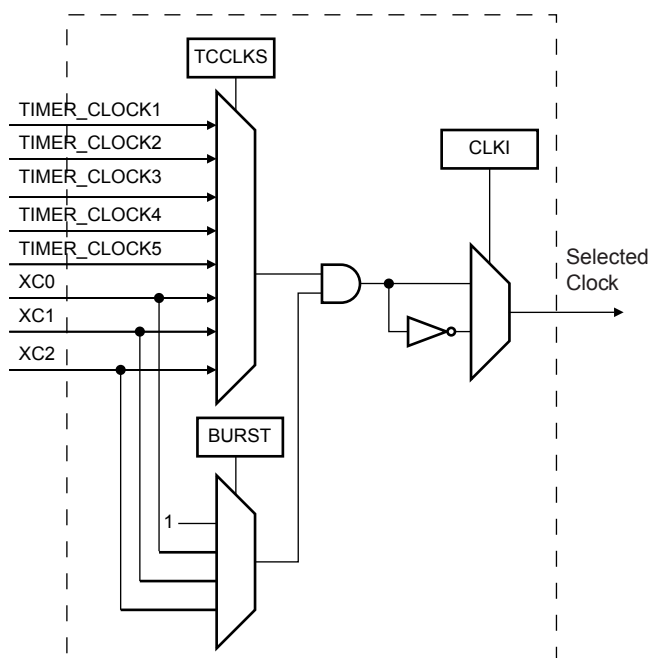 TCCLKS
TIMER_CLOCK1
TIMER_CLOCK2
TIMER_CLOCK3
TIMER_CLOCK4
TIMER_CLOCK5
XC0
XC1
XC2
CLKI
Selected
Clock
BURST
1